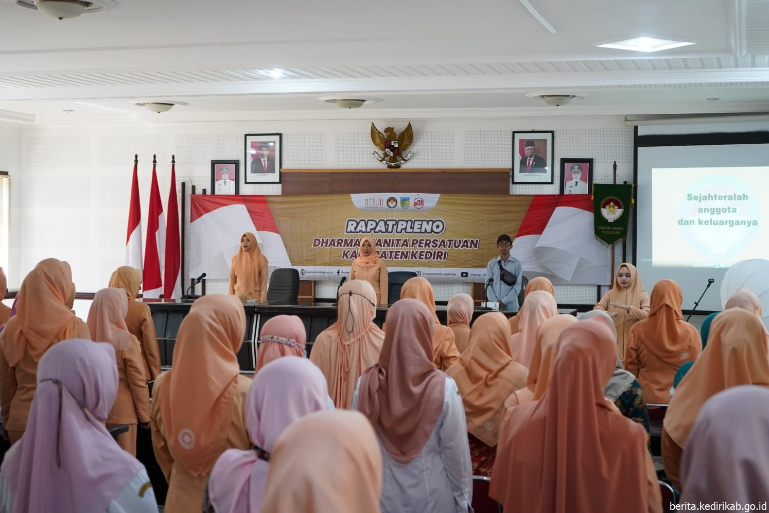 RAPAT PLENO
DHARMA WANITA PERSATUAN
KABUPATEN KEDIRI
Sejahteralah
anggota
dan keluarganya
berita.kedirikab.go.id